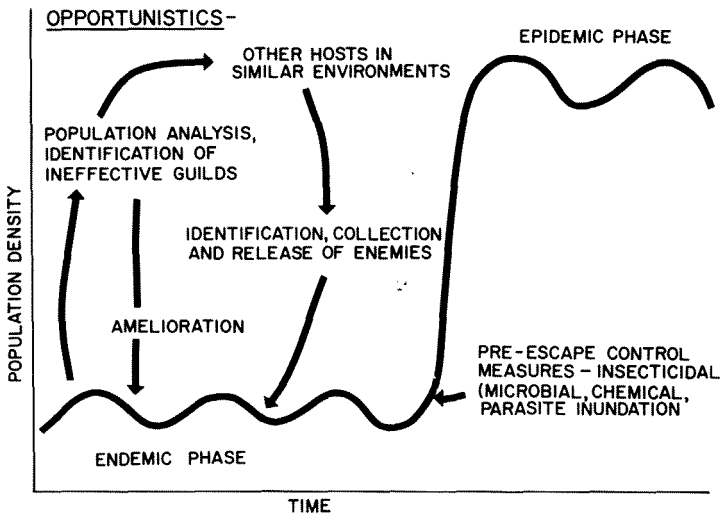 OPPORTUNISTICS-
OTHER HOSTS IN
SIMILAR ENVIRONMENTS
EPIDEMIC PHASE
POPULATION ANALYSIS,
IDENTIFICATION OF
INEFFECTIVE GUILDS
IDENTIFICATION, COLLECTION
AND RELEASE OF ENEMIES
AMELIORATION
PRE-ESCAPE CONTROL
MEASURES - INSECTICIDAL
(MICROBIAL, CHEMICAL,
PARASITE INUNDATION
ENDEMIC PHASE
POPULATION DENSITY
TIME